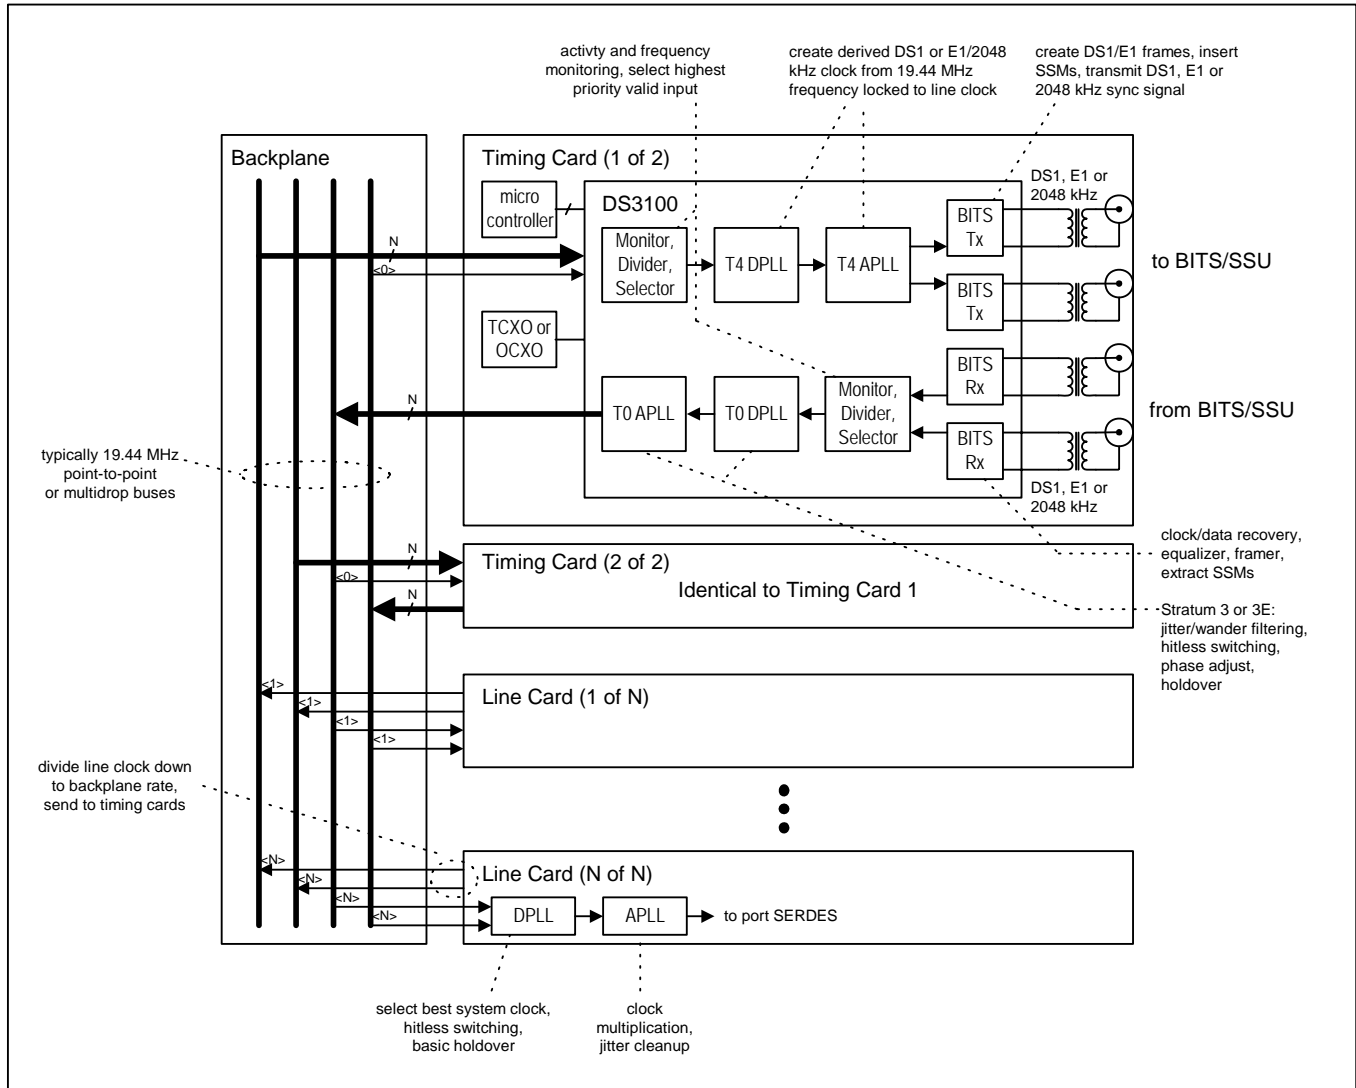 activty and frequency
monitoring, select highest
priority valid input
create derived DS1 or E1/2048
kHz clock from 19.44 MHz
frequency locked to line clock
create DS1/E1 frames, insert
SSMs, transmit DS1, E1 or
2048 kHz sync signal
Backplane
Timing Card (1 of 2)
micro
controller
DS3100
DS1, E1 or
2048 kHz
N
<0>
Monitor,
Divider,
Selector
T4 DPLL
T4 APLL
BITS
Tx
BITS
Tx
to BITS/SSU
TCXO or
OCXO
N
T0 APLL
T0 DPLL
Monitor,
Divider,
Selector
BITS
Rx
BITS
Rx
from BITS/SSU
DS1, E1 or
2048 kHz
typically 19.44 MHz
point-to-point
or multidrop buses
clock/data recovery,
equalizer, framer,
extract SSMs
N
<0>
N
Timing Card (2 of 2)
Identical to Timing Card 1
Stratum 3 or 3E:
jitter/wander filtering,
hitless switching,
phase adjust,
holdover
<1>
<1>
<1>
<1>
Line Card (1 of N)
divide line clock down
to backplane rate,
send to timing cards
<N>
<N>
<N>
<N>
Line Card (N of N)
DPLL
APLL
to port SERDES
select best system clock,
hitless switching,
basic holdover
clock
multiplication,
jitter cleanup